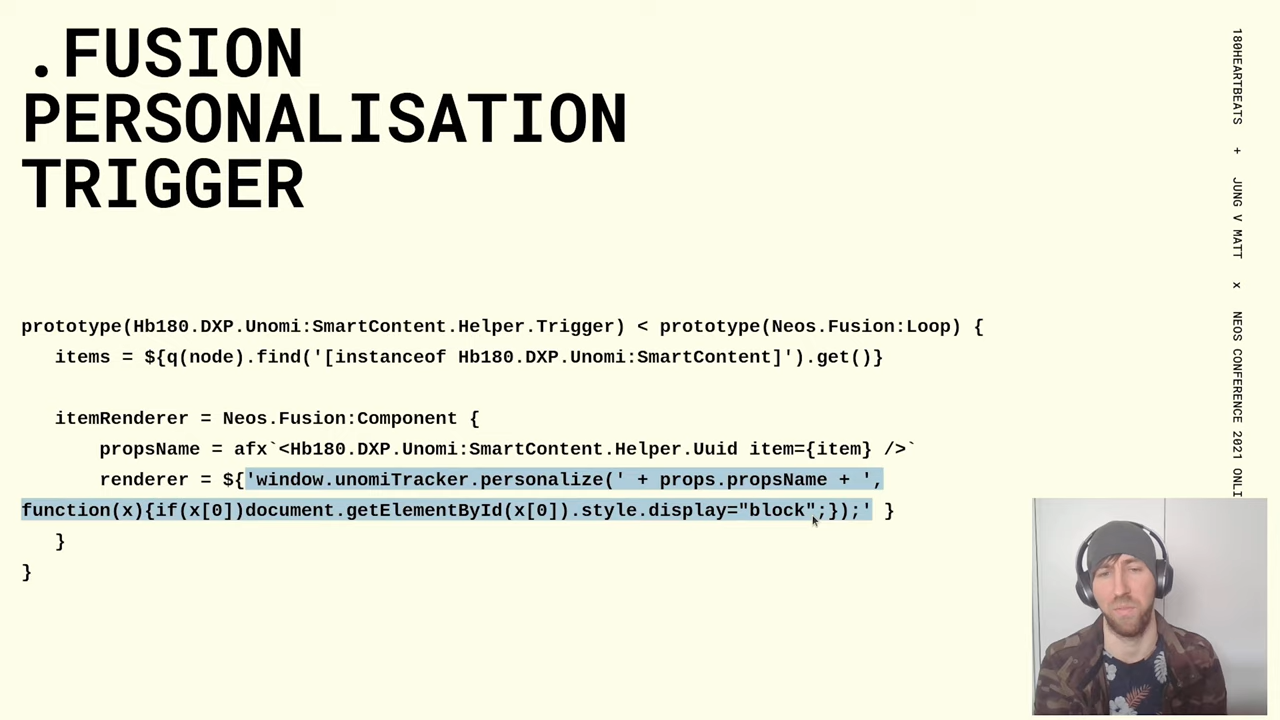 .FUSION
PERSONALISATION
TRIGGER
prototype(Hb180.DXP.Unomi:SmartContent.Helper.Trigger) < prototype(Neos.Fusion:Loop) {
items = ${q(node).find('[instanceof Hb180.DXP.Unomi:SmartContent]').get()}
itemRenderer = Neos.Fusion:Component {
propsName = afx`<Hb180.DXP.Unomi:SmartContent.Helper.Uuid item={item} />`
renderer = ${'window.unomiTracker.personalize(' + props.propsName + ',
function(x){if(x[0])document.getElementById(x[0]).style.display="block";});' }
}
}
180HEARTBEATS + JUNG V MATT x NEOS CONFERENCE 2021 ONLI